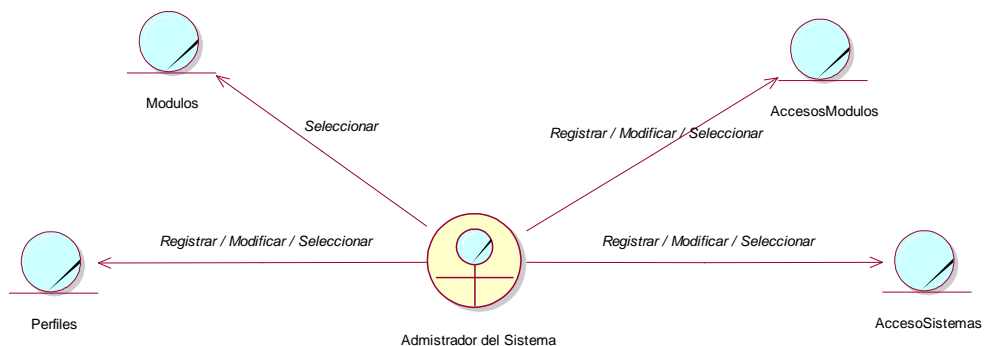 Modulos
AccesosModulos
Seleccionar
Registrar / Modificar / Seleccionar
Registrar / Modificar / Seleccionar
Registrar / Modificar / Seleccionar
Perfiles
AccesoSistemas
Admistrador del Sistema